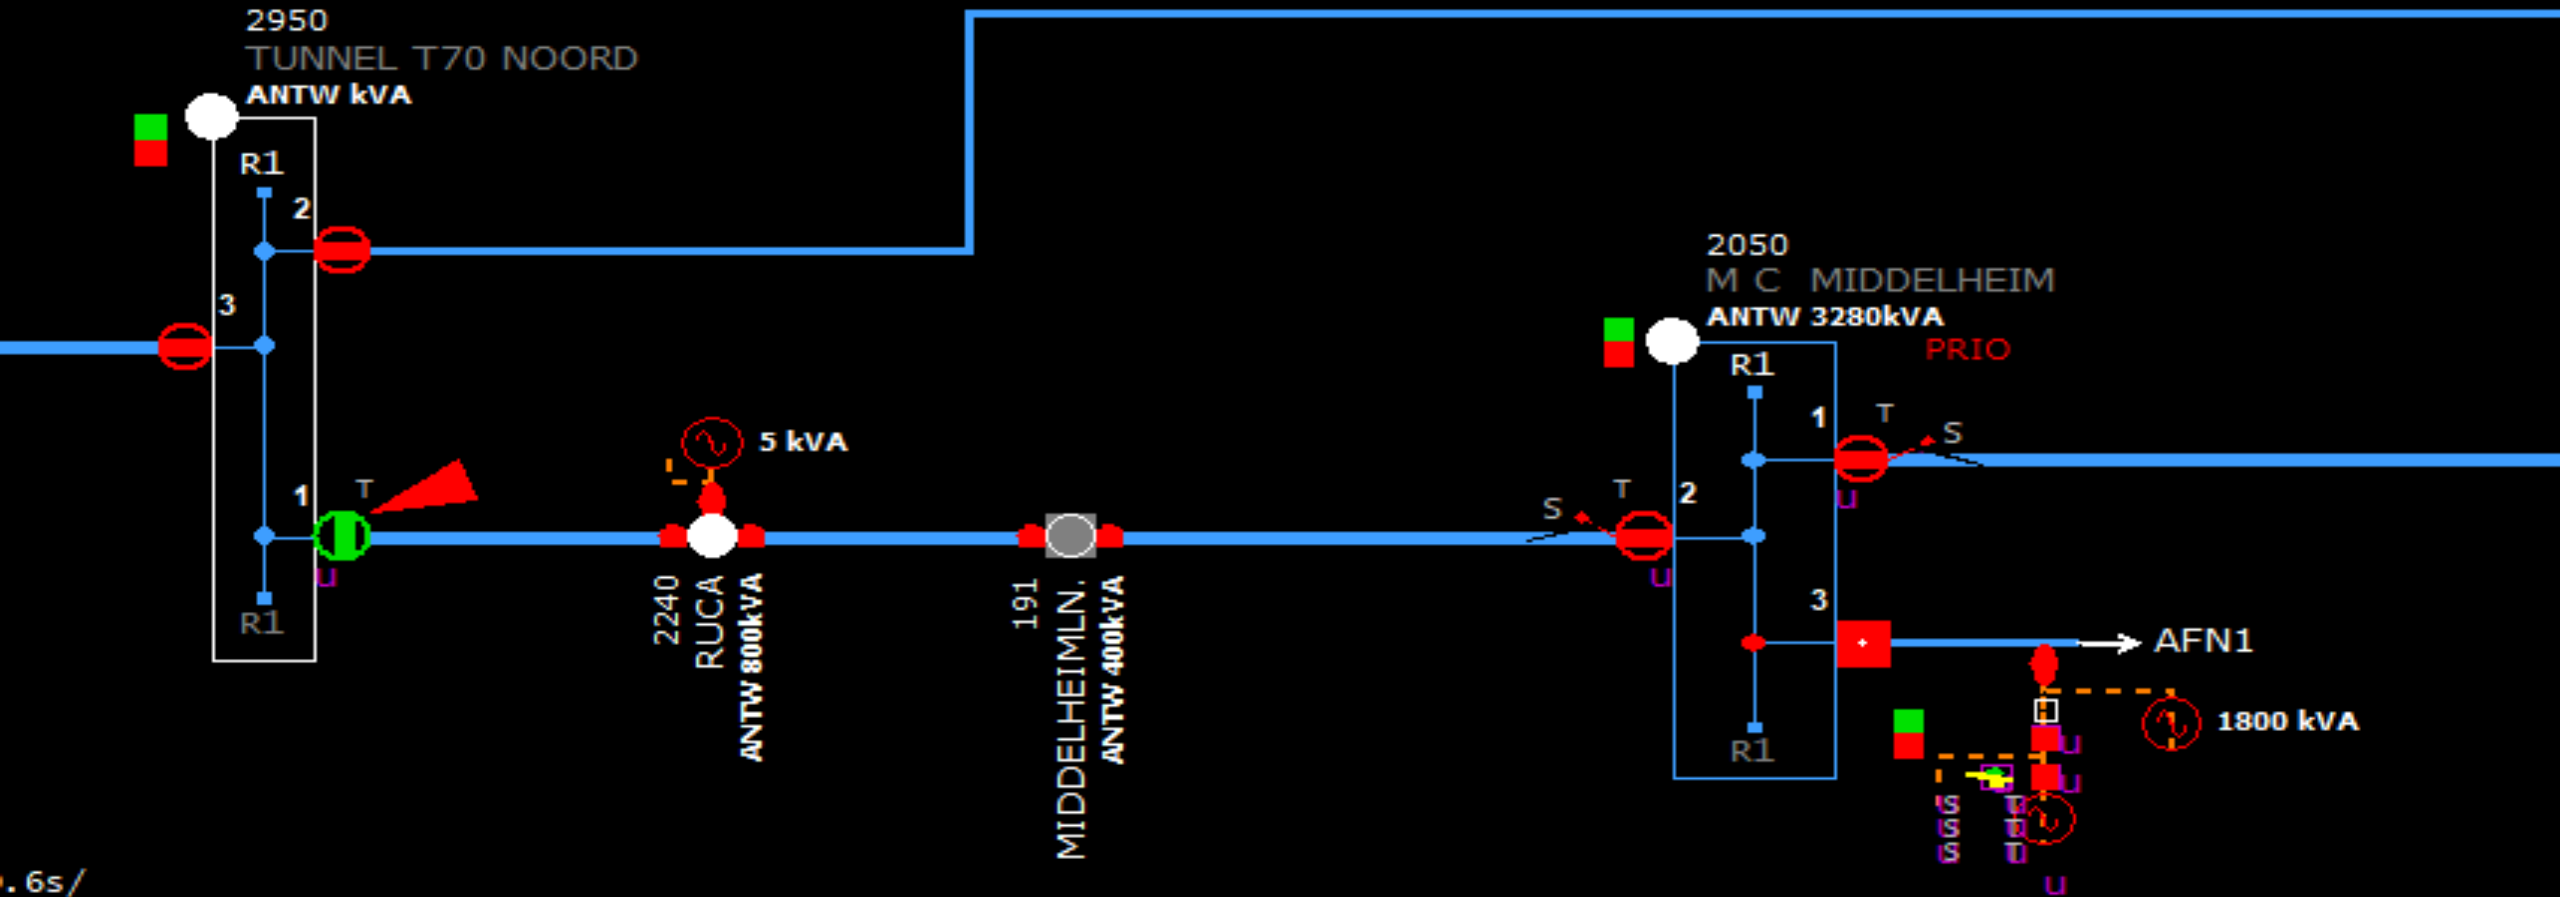 2950
TUNNEL T70 NOORD
ANTW kVA
R1
2
3
1
T
u
R1
5 kVA
2240
RUCA
ANTW 800kVA
191
MIDDELHEIMLN.
ANTW 400kVA
2050
M C MIDDELHEIM
ANTW 3280kVA
PRIO
R1
1
T
S
u
S
T
2
u
3
AFN1
R1
1800 kVA
u
u
S
S
S
T
T
T
u
u
.6s/